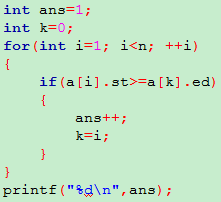 int ans=1;
int k=0;
for(int i=1; i<n; ++i)
{
if(a[i].st>=a[k].ed)
{
ans++;
k=i;
}
}
printf("%d\n",ans);